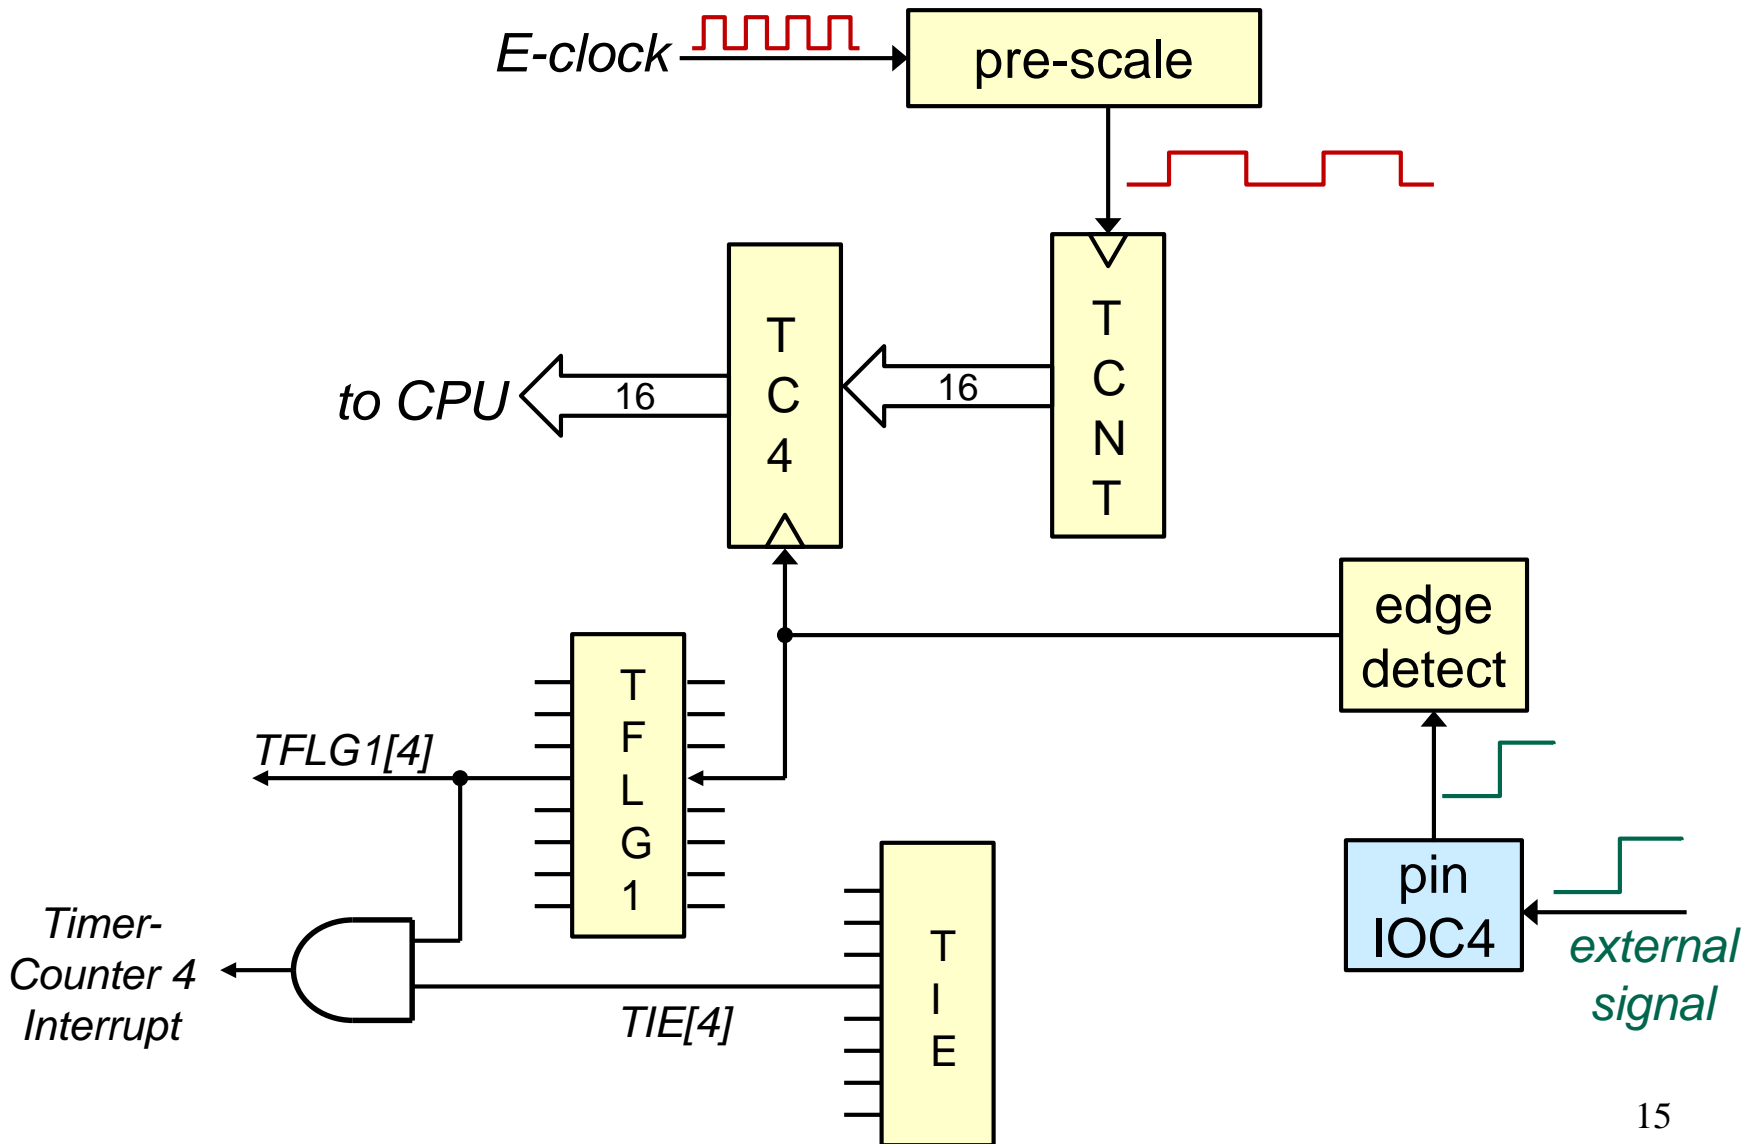 E-clock
pre-scale
T
C
4
T
C
N
T
to CPU
16
16
edge
detect
T
F
L
G
1
TFLG1[4]
pin
IOC4
external
signal
Timer-
Counter 4
Interrupt
TIE[4]
T
I
E
15